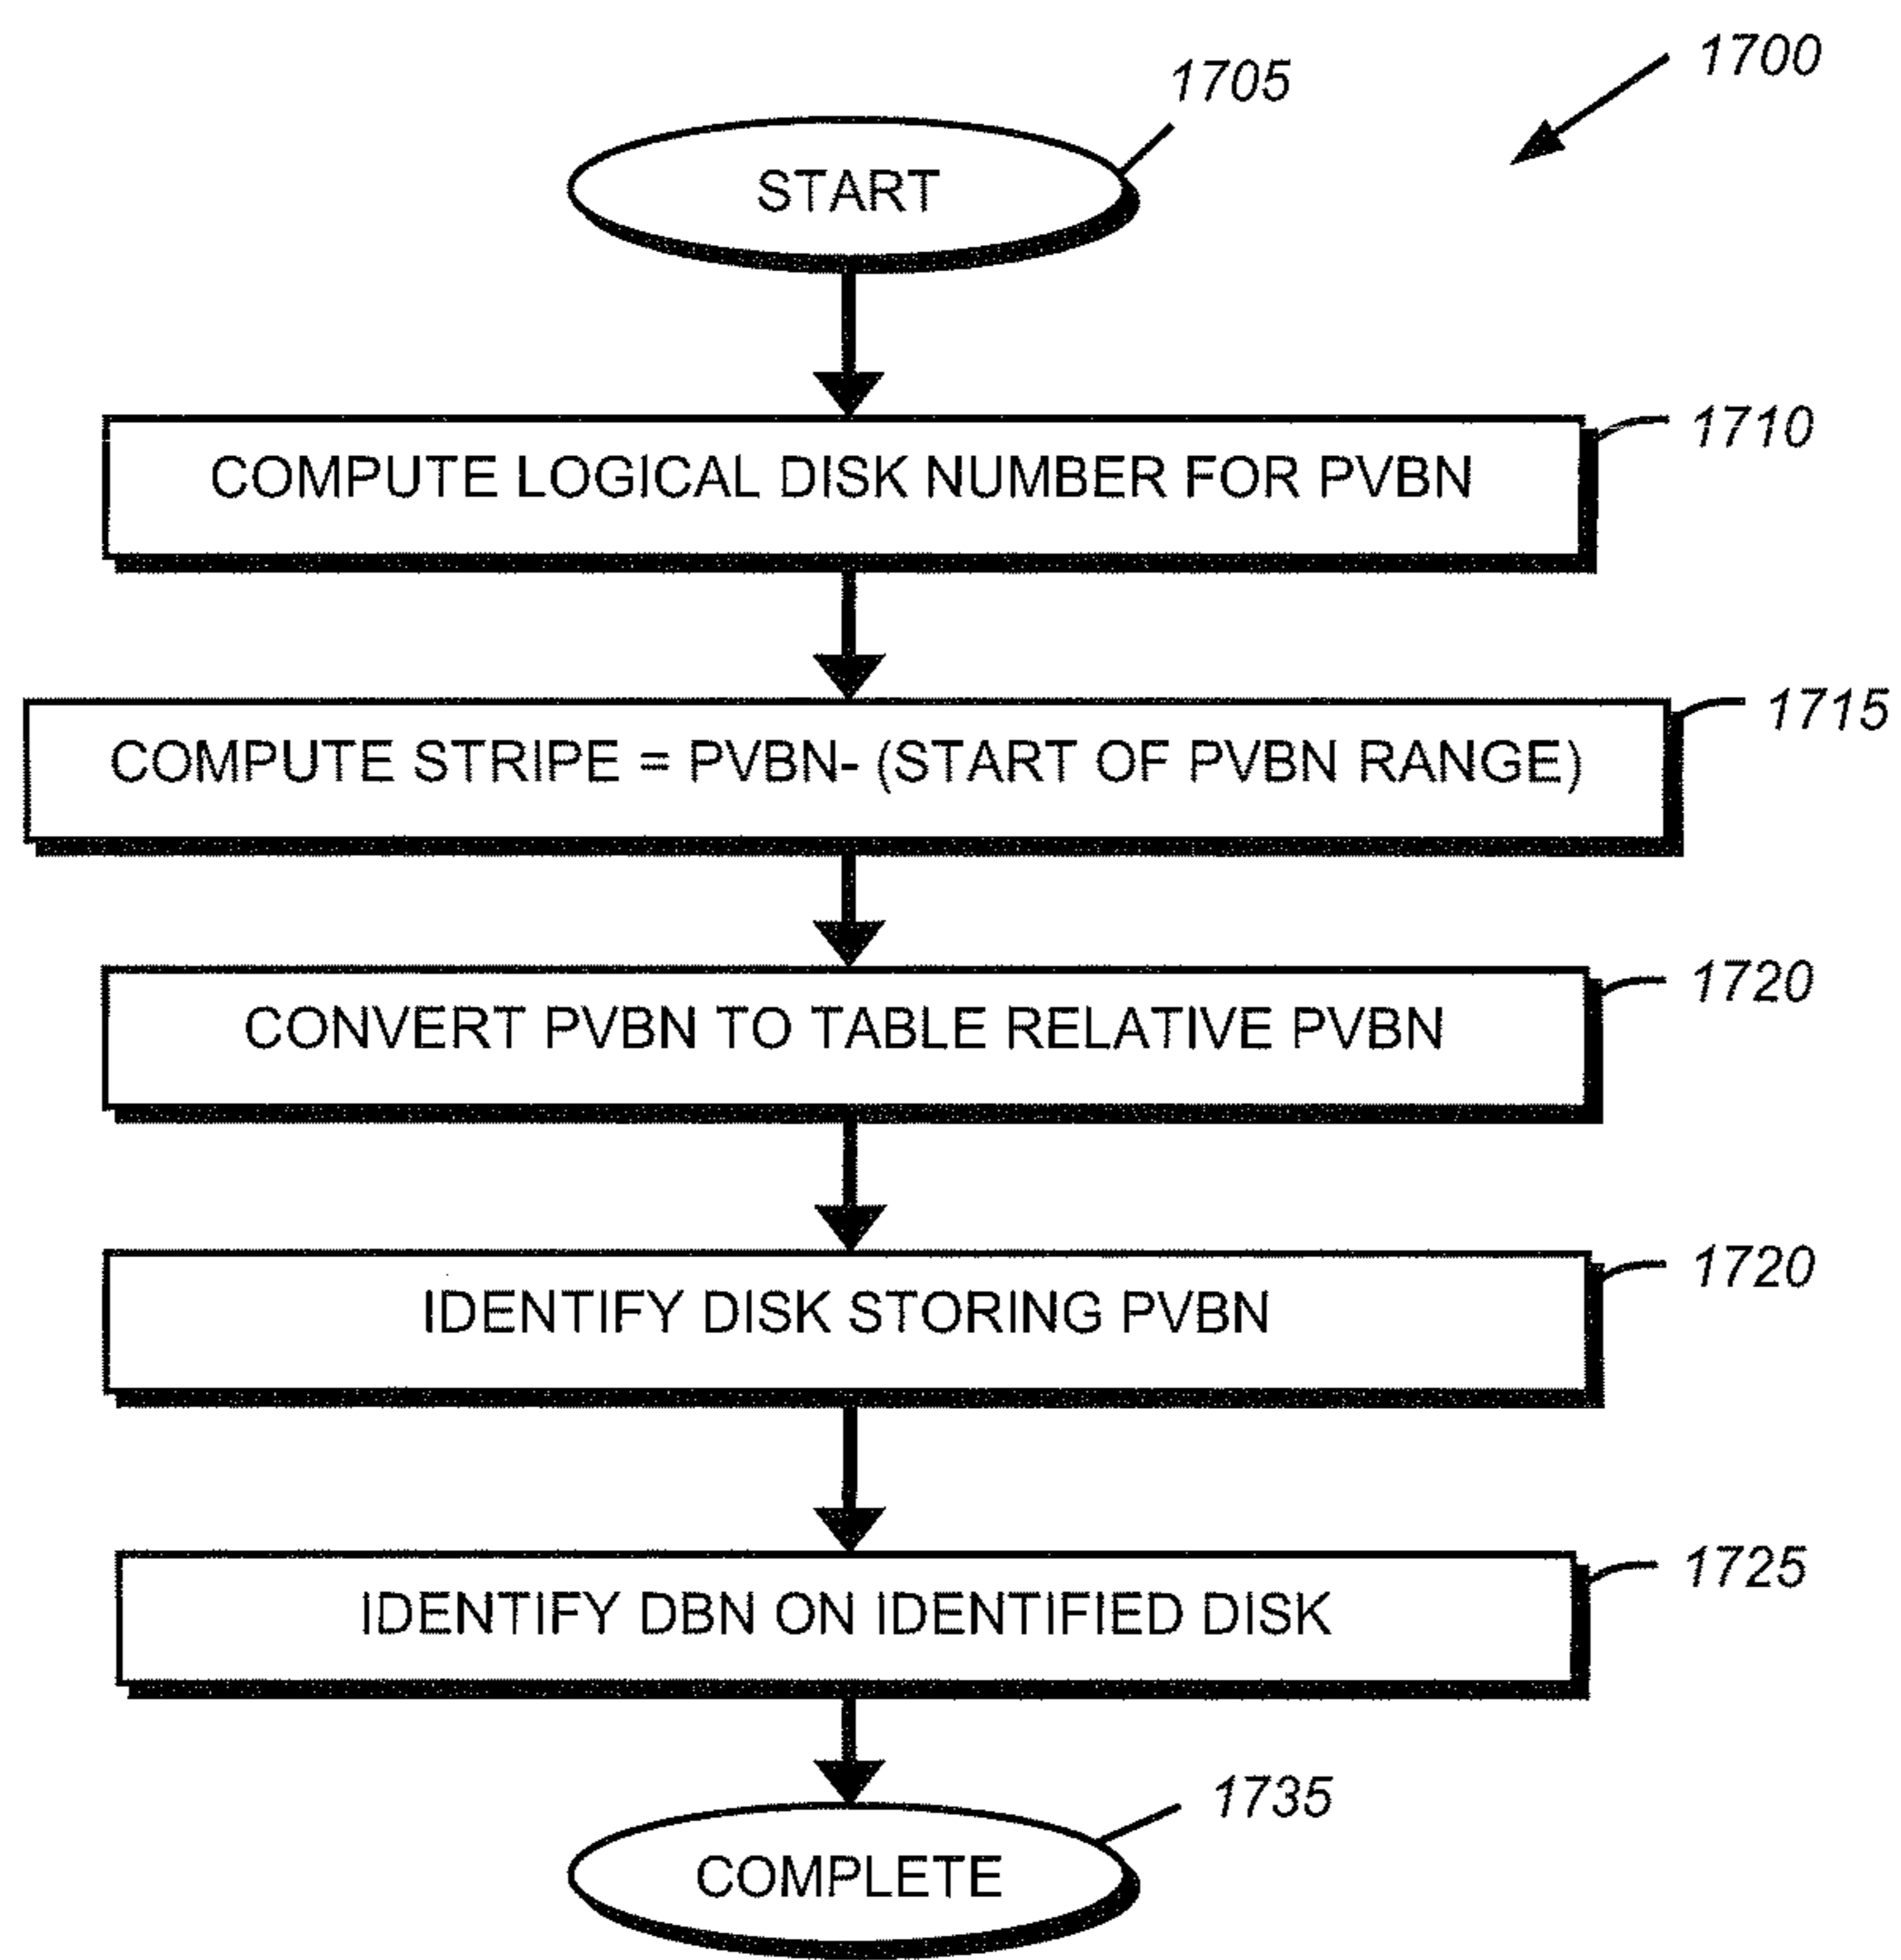 1700
1705
START
1710
COMPUTE LOGICAL DISK NUMBER FOR PVBN
1715
COMPUTE STRIPE = PVBN- (START OF PVBN RANGE)
1720
CONVERT PVBN TO TABLE RELATIVE PVBN
1720
IDENTIFY DISK STORING PVBN
1725
IDENTIFY DBN ON IDENTIFIED DISK
1735
COMPLETE